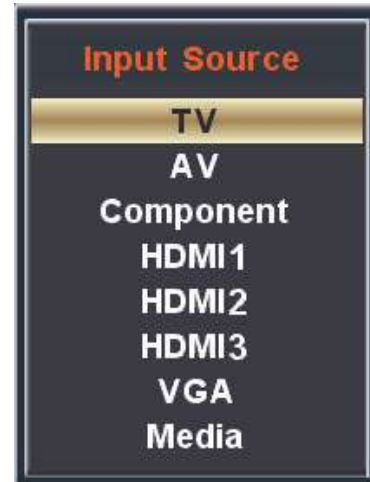 Input Source
TV
AV
Component
HDMI1
HDMI2
HDMI3
VGA
Media